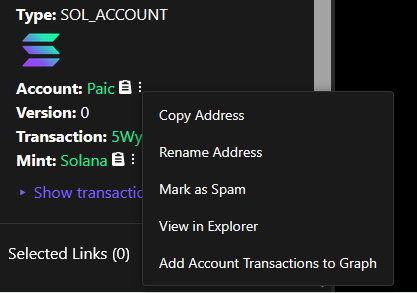 Type: SOL_ACCOUNT
Account: Paic
Version: 0
Transaction: 5Wy
Mint: Solana
Show transactio
Copy Address
Rename Address
Mark as Spam
View in Explorer
Add Account Transactions to Graph
Selected Links (0)